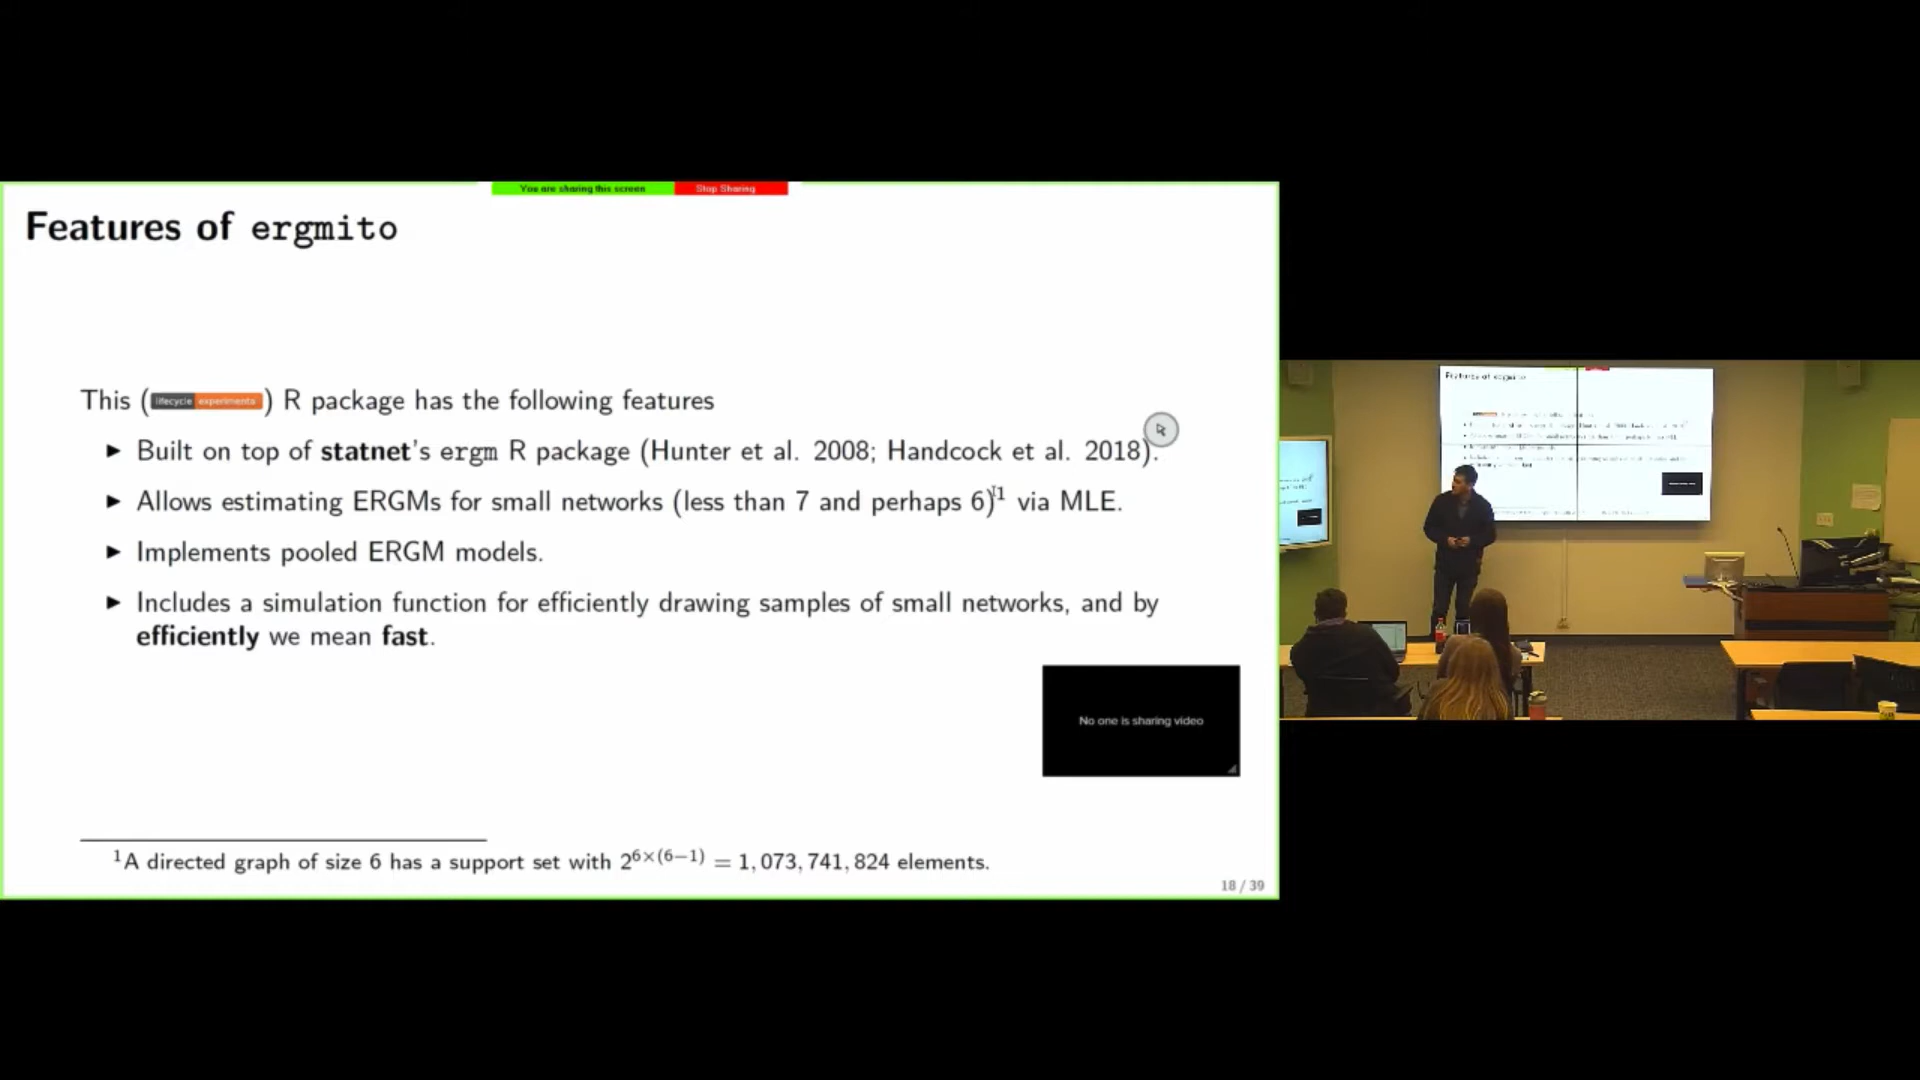 You are sharing this screen Stop Sharing
Features of ergmito
This (lifecycle experiments) R package has the following features
▶ Built on top of statnet's ergm R package (Hunter et al. 2008; Handcock et al. 2018).
▶ Allows estimating ERGMs for small networks (less than 7 and perhaps 6)¹ via MLE.
▶ Implements pooled ERGM models.
▶ Includes a simulation function for efficiently drawing samples of small networks, and by
efficiently we mean fast.
No one is sharing video
¹A directed graph of size 6 has a support set with 2^{6×(6−1)} = 1,073,741,824 elements.
18 / 39
Features of ergmito